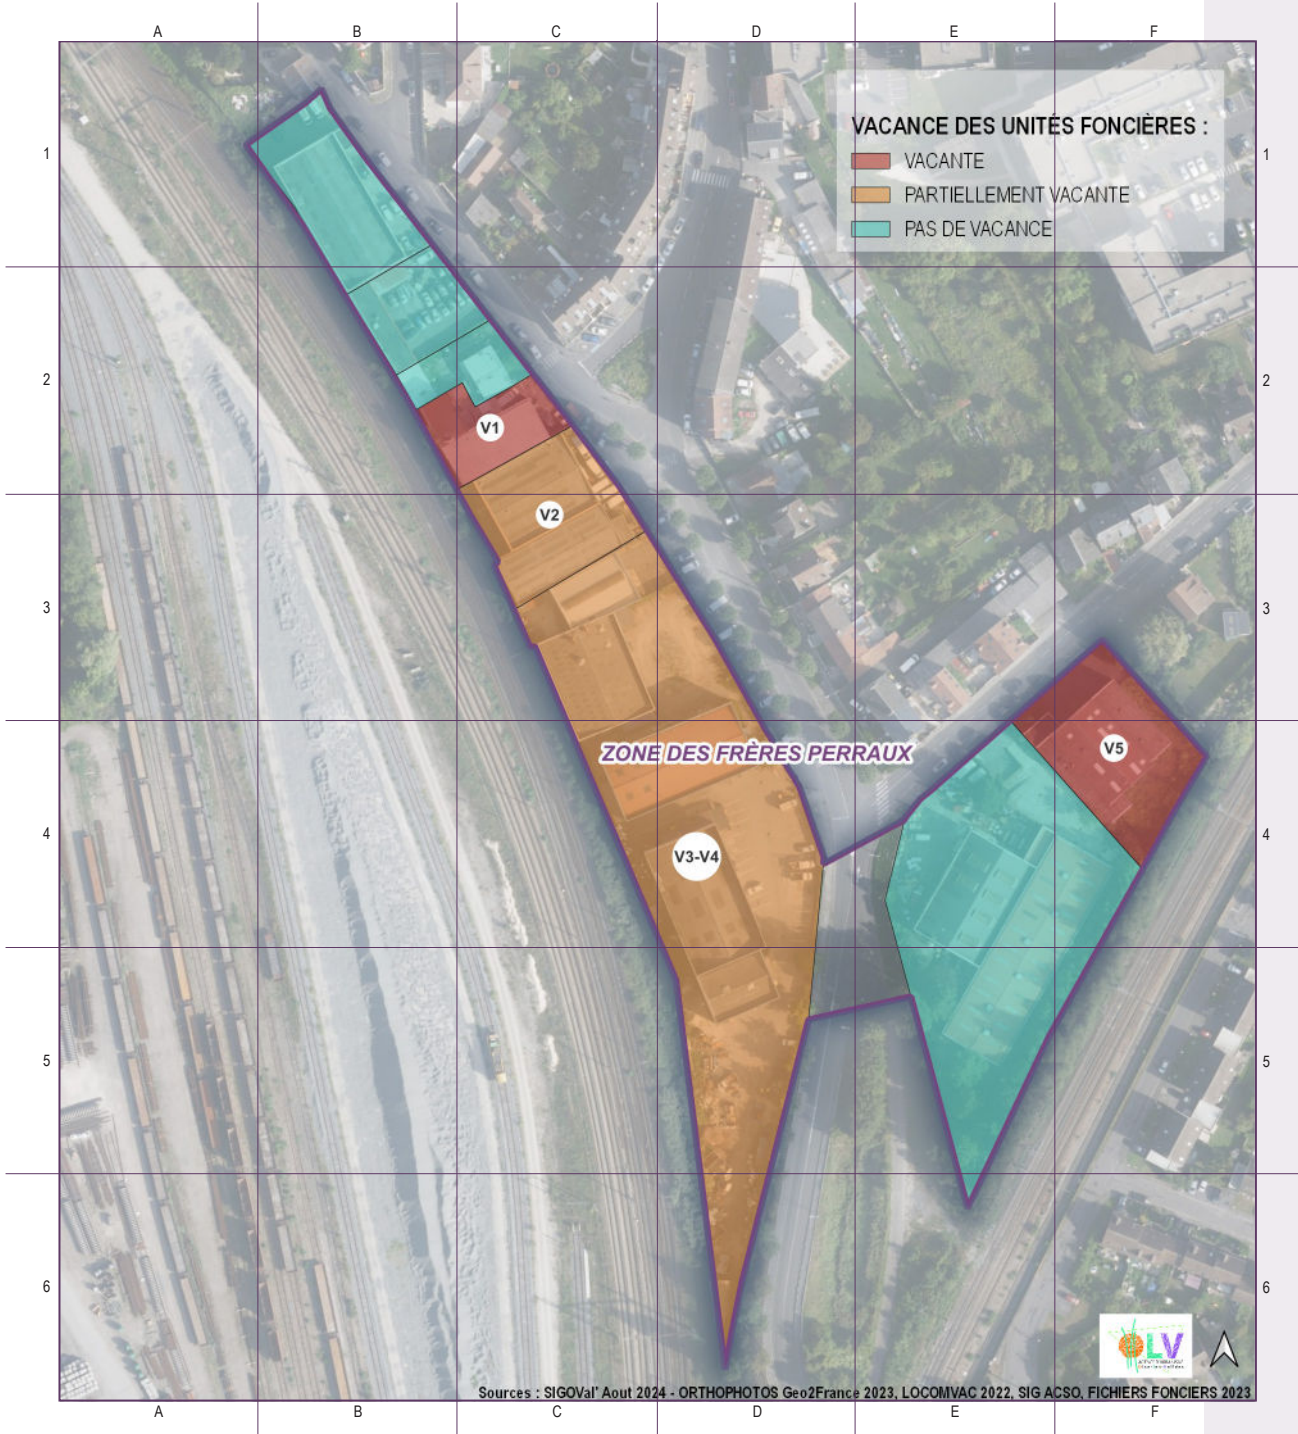 A B C D E F
VACANCE DES UNITÉS FONCIÈRES :
VACANTE
PARTIELLEMENT VACANTE
PAS DE VACANCE
1 1
2 2
V1
V2
3 3
ZONE DES FRÈRES PERRAUX
V5
4 4
V3-V4
5 5
6 6
OLV
Sources : SIGOVal' Aout 2024 - ORTHOPHOTOS Geo2France 2023, LOCOMVAC 2022, SIG ACSO, FICHIERS FONCIERS 2023
A B C D E F